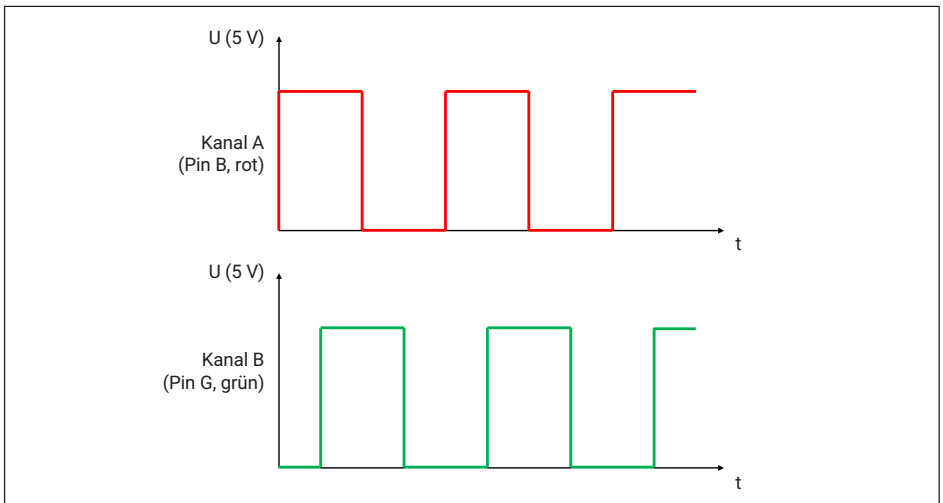 U (5 V)
Kanal A
(Pin B, rot)
t
U (5 V)
Kanal B
(Pin G, grün)
t